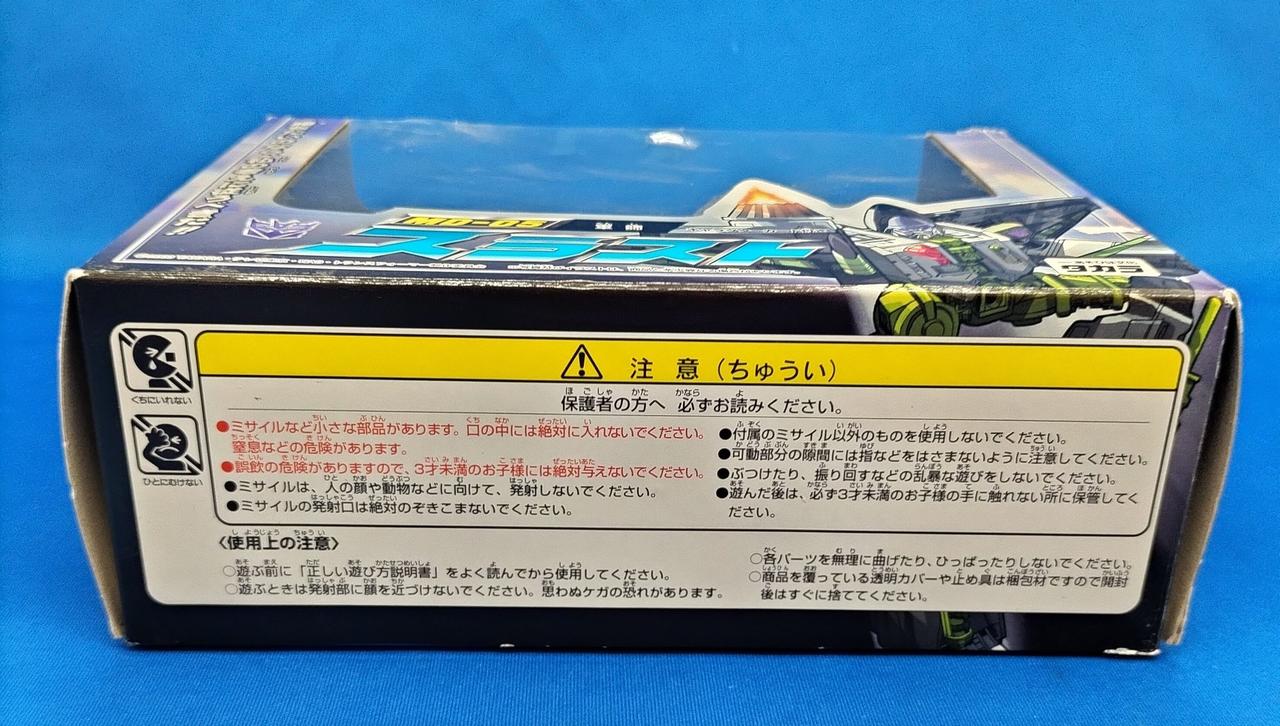 MD-05
スラスト
タカラ
くちにいれない
ひとにむけない
注意(ちゅうい)
保護者の方へ 必ずお読みください。
●ミサイルなど小さな部品があります。口の中には絶対に入れないでください。
窒息などの危険があります。
●誤飲の危険がありますので、3才未満のお子様には絶対与えないでください。
●ミサイルは、人の顔や動物などに向けて、発射しないでください。
●ミサイルの発射口は絶対のぞきこまないでください。
●付属のミサイル以外のものを使用しないでください。
●可動部分の隙間には指などをはさまないように注意してください。
●ぶつけたり、振り回すなどの乱暴な遊びをしないでください。
●遊んだ後は、必ず3才未満のお子様の手に触れない所に保管してく
ださい。
〈使用上の注意〉
○遊ぶ前に「正しい遊び方説明書」をよく読んでから使用してください。
○遊ぶときは発射部に顔を近づけないでください。思わぬケガの恐れがあります。
○各パーツを無理に曲げたり、ひっぱったりしないでください。
○商品を覆っている透明カバーや止め具は梱包材ですので開封
後はすぐに捨ててください。